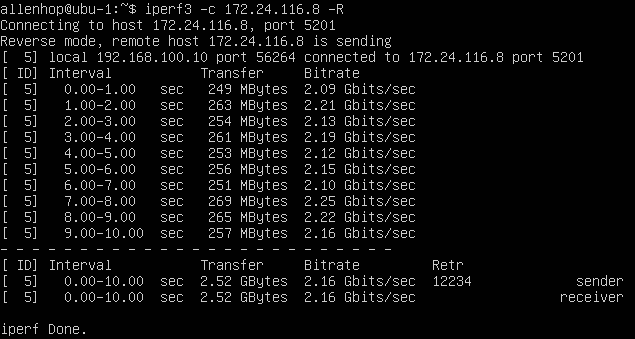 allenhop@ubu-1:~$ iperf3 -c 172.24.116.8 -R
Connecting to host 172.24.116.8, port 5201
Reverse mode, remote host 172.24.116.8 is sending
[  5] local 192.168.100.10 port 56264 connected to 172.24.116.8 port 5201
[ ID] Interval           Transfer     Bitrate
[  5]   0.00-1.00   sec   249 MBytes  2.09 Gbits/sec
[  5]   1.00-2.00   sec   263 MBytes  2.21 Gbits/sec
[  5]   2.00-3.00   sec   254 MBytes  2.13 Gbits/sec
[  5]   3.00-4.00   sec   261 MBytes  2.19 Gbits/sec
[  5]   4.00-5.00   sec   253 MBytes  2.12 Gbits/sec
[  5]   5.00-6.00   sec   256 MBytes  2.15 Gbits/sec
[  5]   6.00-7.00   sec   251 MBytes  2.10 Gbits/sec
[  5]   7.00-8.00   sec   269 MBytes  2.25 Gbits/sec
[  5]   8.00-9.00   sec   265 MBytes  2.22 Gbits/sec
[  5]   9.00-10.00  sec   257 MBytes  2.16 Gbits/sec
- - - - - - - - - - - - - - - - - - - - - - - - -
[ ID] Interval           Transfer     Bitrate         Retr
[  5]   0.00-10.00  sec  2.52 GBytes  2.16 Gbits/sec  12234             sender
[  5]   0.00-10.00  sec  2.52 GBytes  2.16 Gbits/sec                  receiver
iperf Done.